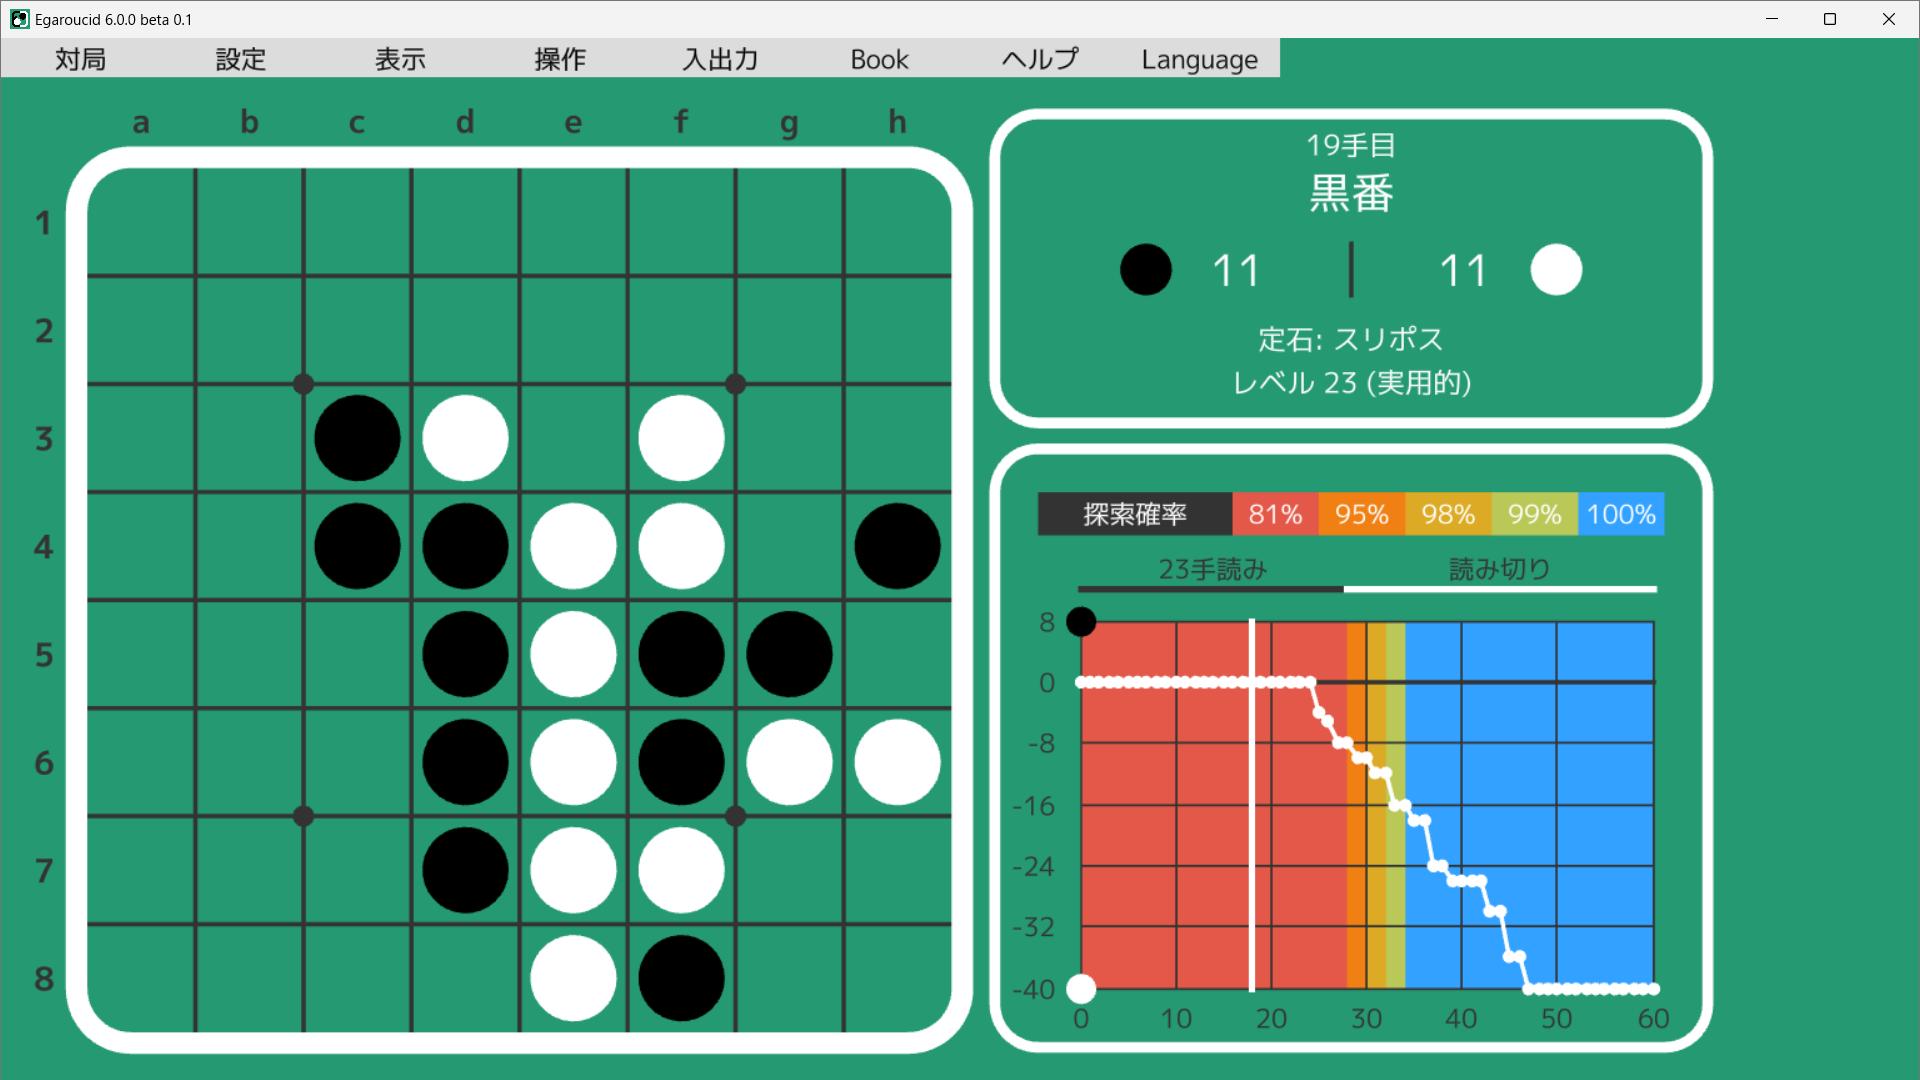 Egaroucid 6.0.0 beta 0.1
対局 設定 表示 操作 入出力 Book ヘルプ Language
a b c d e f g h
1
2
3
4
5
6
7
8
19手目
黒番
11 11
定石: スリポス
レベル 23 (実用的)
探索確率 81% 95% 98% 99% 100%
23手読み 読み切り
8
0
-8
-16
-24
-32
-40
0 10 20 30 40 50 60